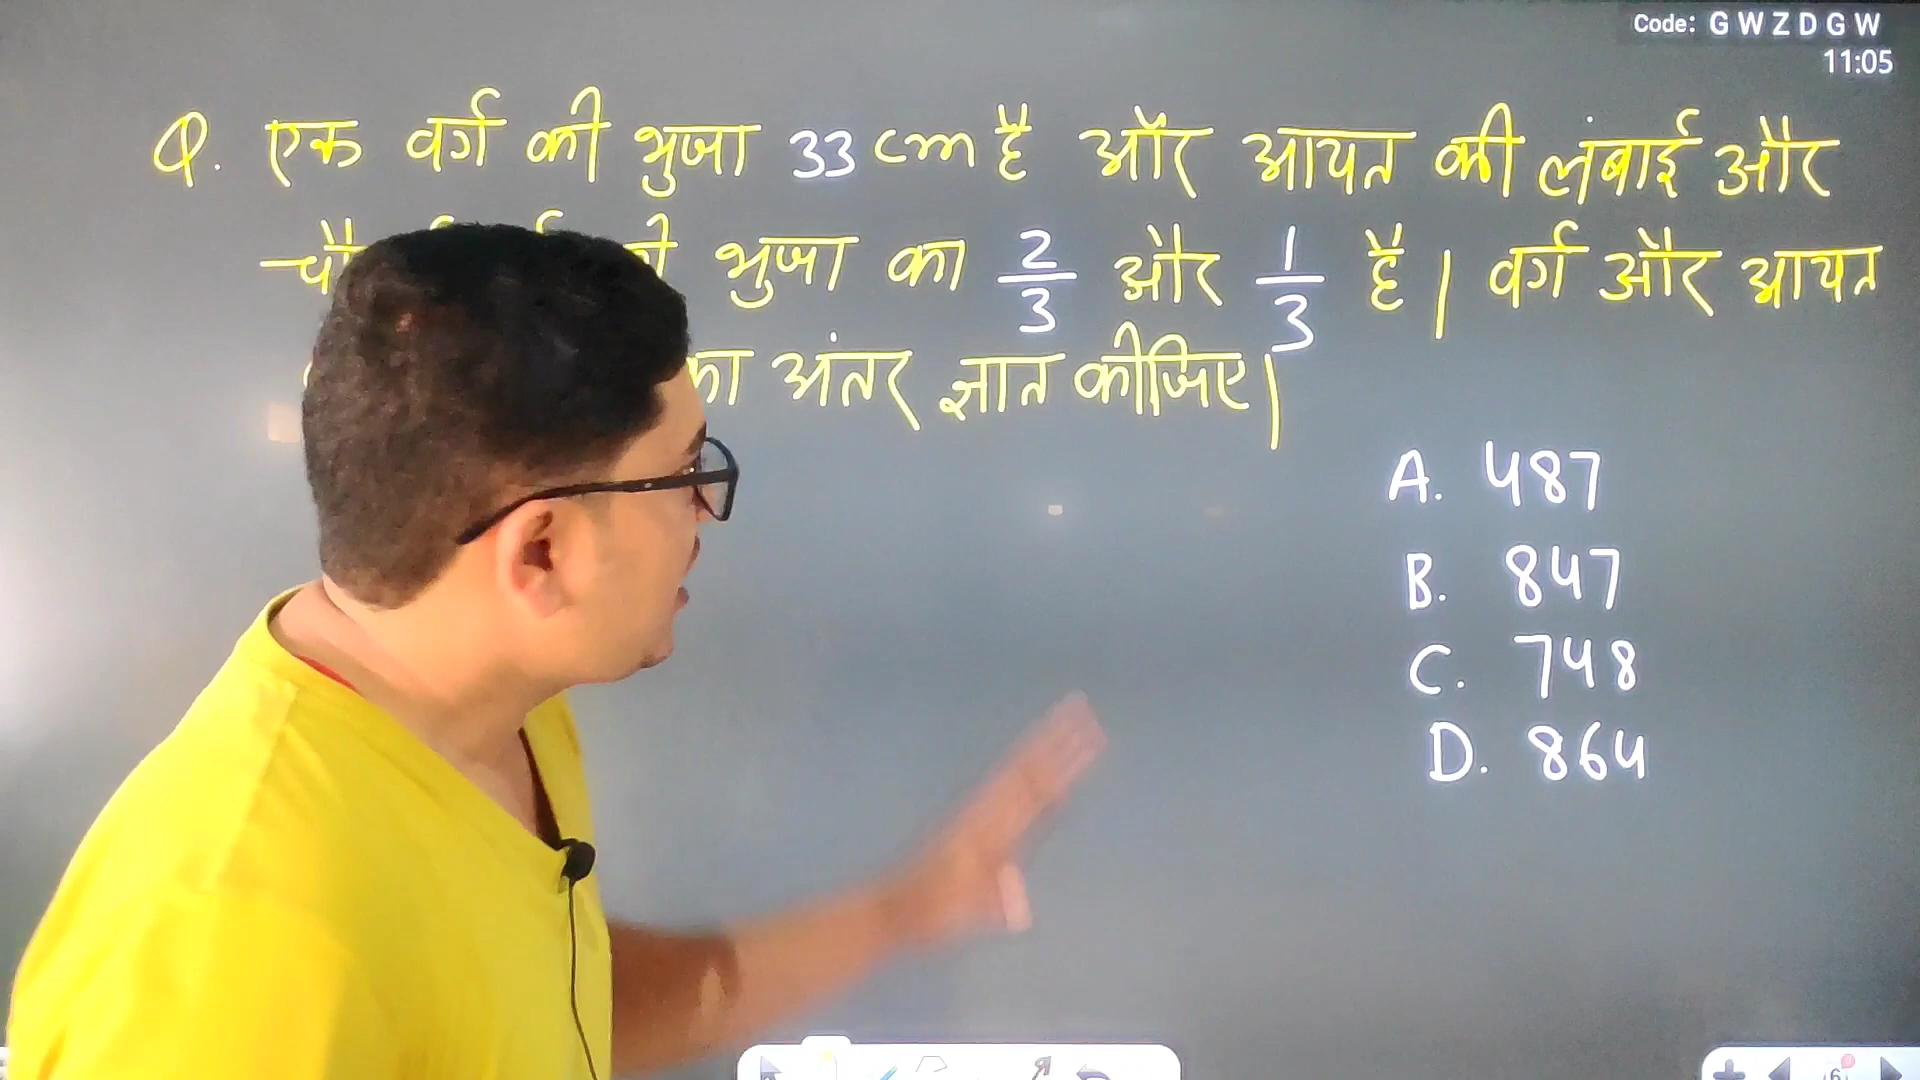 Code: G W Z D G W
11:05
Q. एक वर्ग की भुजा 33 cm है और आयत की लंबाई और
भुजा का 2/3 और 1/3 है। वर्ग और आयत
का अंतर ज्ञात कीजिए।
A. 487
B. 847
C. 748
D. 864